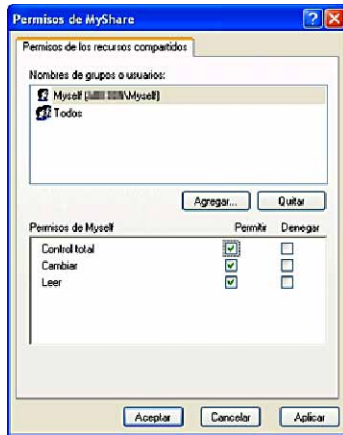 Permisos de MyShare
Permisos de los recursos compartidos
Nombres de grupos o usuarios:
Myself (\Myself)
Todos
Agregar...
Quitar
Permisos de Myself Permitir Denegar
Control total
Cambiar
Leer
Aceptar Cancelar Aplicar